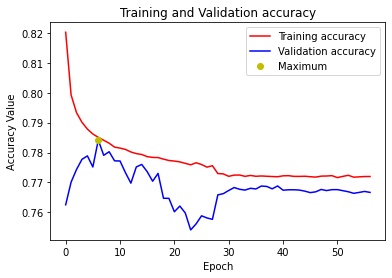 Training and Validation accuracy
Training accuracy
Validation accuracy
Maximum
Accuracy Value
0.82
0.81
0.80
0.79
0.78
0.77
0.76
0 10 20 30 40 50
Epoch